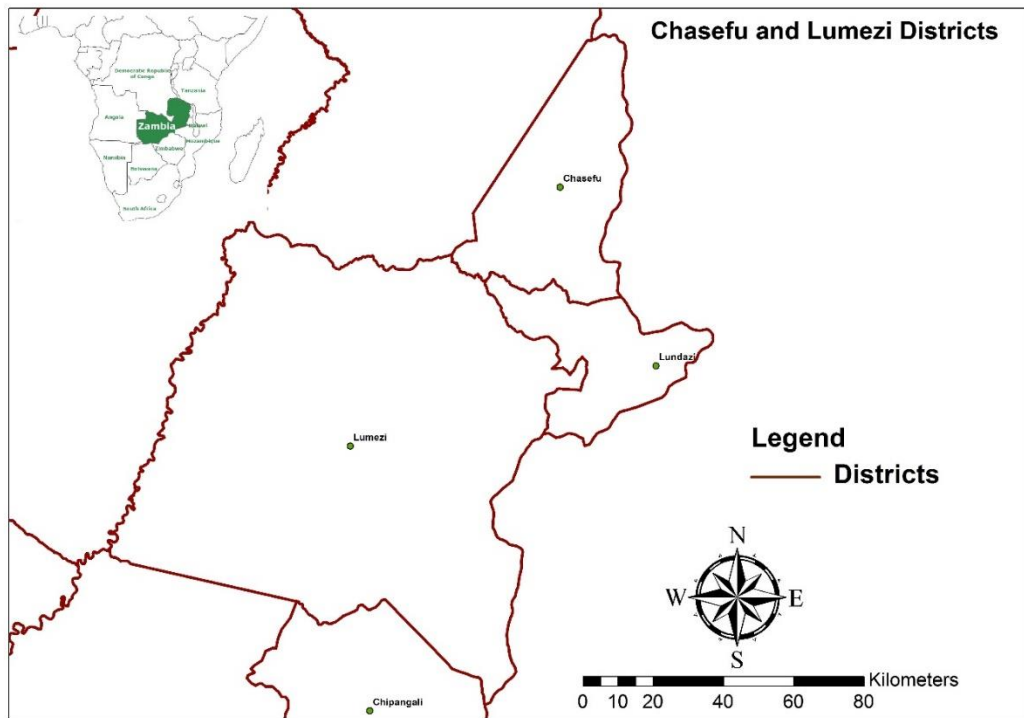 Chasefu and Lumezi Districts
Democratic Republic
of Congo
Tanzania
Angola
Zambia
Malawi
Mozambique
Zimbabwe
Namibia
Botswana
South Africa
Chasefu
Lundazi
Lumezi
Chipangali
Legend
Districts
N
W
E
S
Kilometers
0 10 20 40 60 80